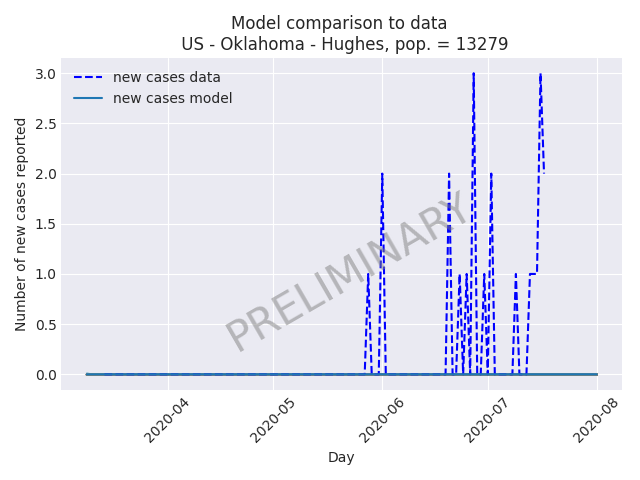 Model comparison to data
US - Oklahoma - Hughes, pop. = 13279
new cases data
new cases model
Number of new cases reported
3.0
2.5
2.0
1.5
1.0
0.5
0.0
PRELIMINARY
2020-04
2020-05
2020-06
2020-07
2020-08
Day